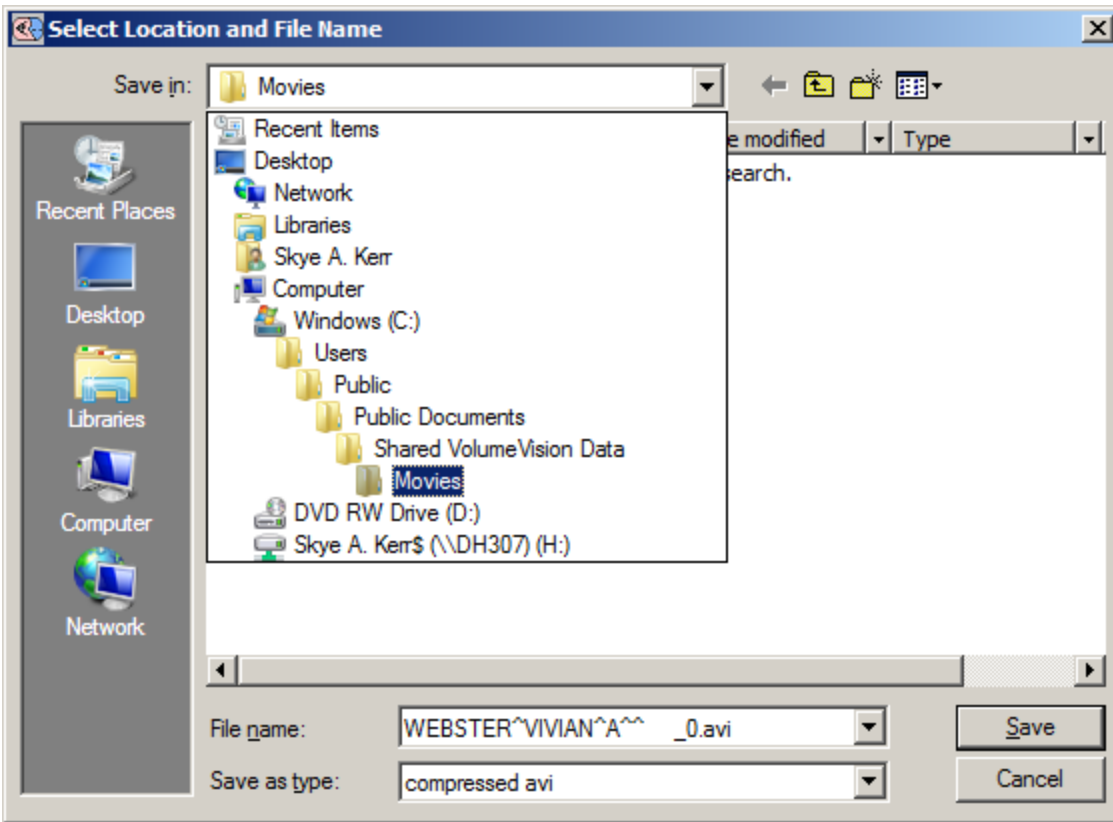 Select Location and File Name
Save in:
Movies
Recent Items
Desktop
Network
Libraries
Skye A. Kerr
Computer
Windows (C:)
Users
Public
Public Documents
Shared VolumeVision Data
Movies
DVD RW Drive (D:)
Skye A. Kerr$ (\\DH307) (H:)
e modified
Type
search.
Recent Places
Desktop
Libraries
Computer
Network
File name:
WEBSTER^VIVIAN^A^^ _0.avi
Save
Save as type:
compressed avi
Cancel